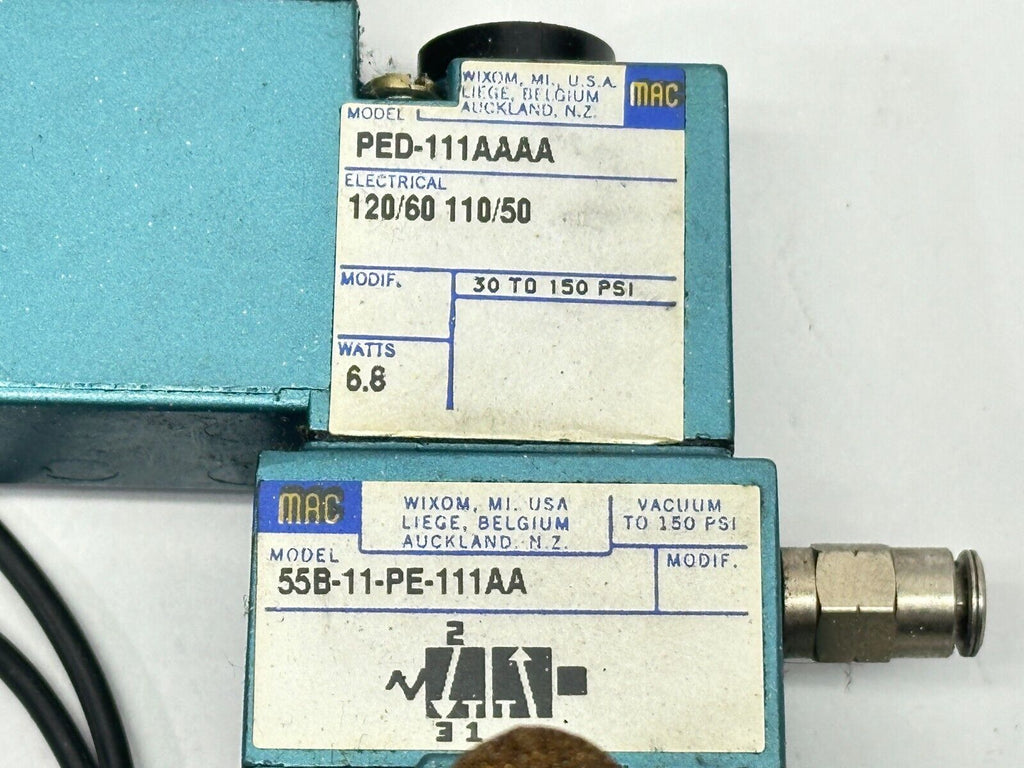 WIXOM, MI., U.S.A.
LIEGE, BELGIUM
AUCKLAND, N.Z.
MAC
MODEL
PED-111AAAA
ELECTRICAL
120/60 110/50
MODIF.
30 TO 150 PSI
WATTS
6.8
MAC
WIXOM, MI. USA
LIEGE, BELGIUM
AUCKLAND, N.Z.
VACUUM
TO 150 PSI
MODEL
MODIF.
55B-11-PE-111AA
2
3 1